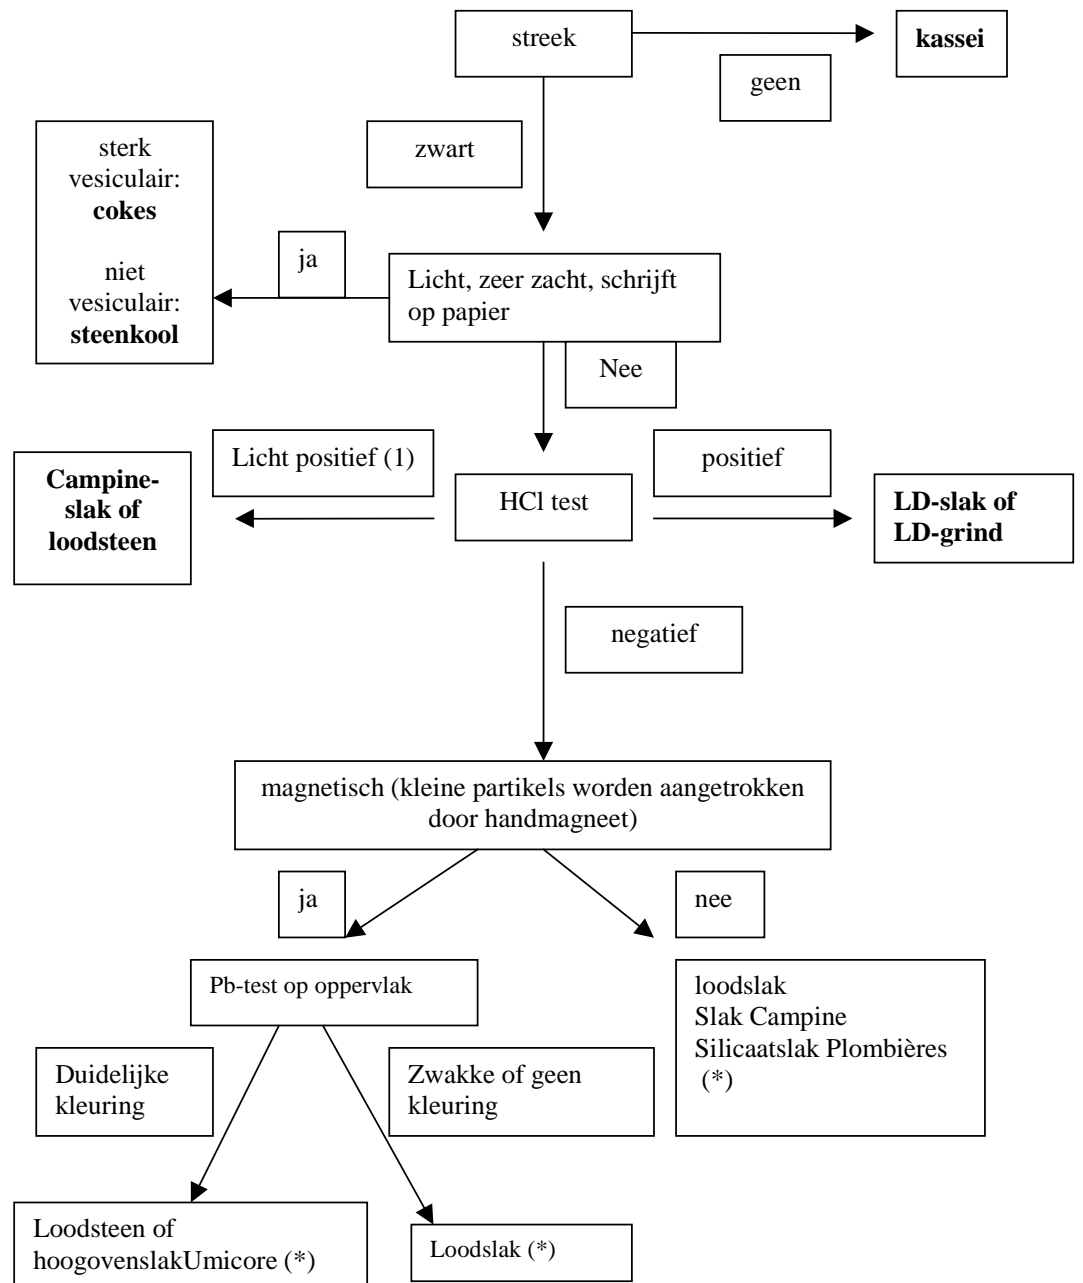 streek
kassei
geen
zwart
sterk
vesiculair:
cokes
niet
vesiculair:
steenkool
ja
Licht, zeer zacht, schrijft
op papier
Nee
Licht positief (1)
positief
Campine-
slak of
loodsteen
HCl test
LD-slak of
LD-grind
negatief
magnetisch (kleine partikels worden aangetrokken
door handmagneet)
ja
nee
Pb-test op oppervlak
loodslak
Slak Campine
Silicaatslak Plombières
(*)
Duidelijke
kleuring
Zwakke of geen
kleuring
Loodsteen of
hoogovenslakUmicore (*)
Loodslak (*)